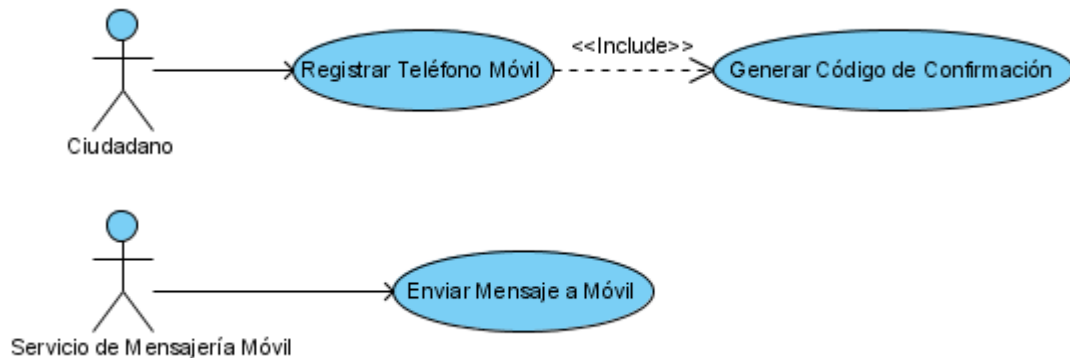 <<Include>>
Registrar Teléfono Móvil
Generar Código de Confirmación
Ciudadano
Enviar Mensaje a Móvil
Servicio de Mensajería Móvil